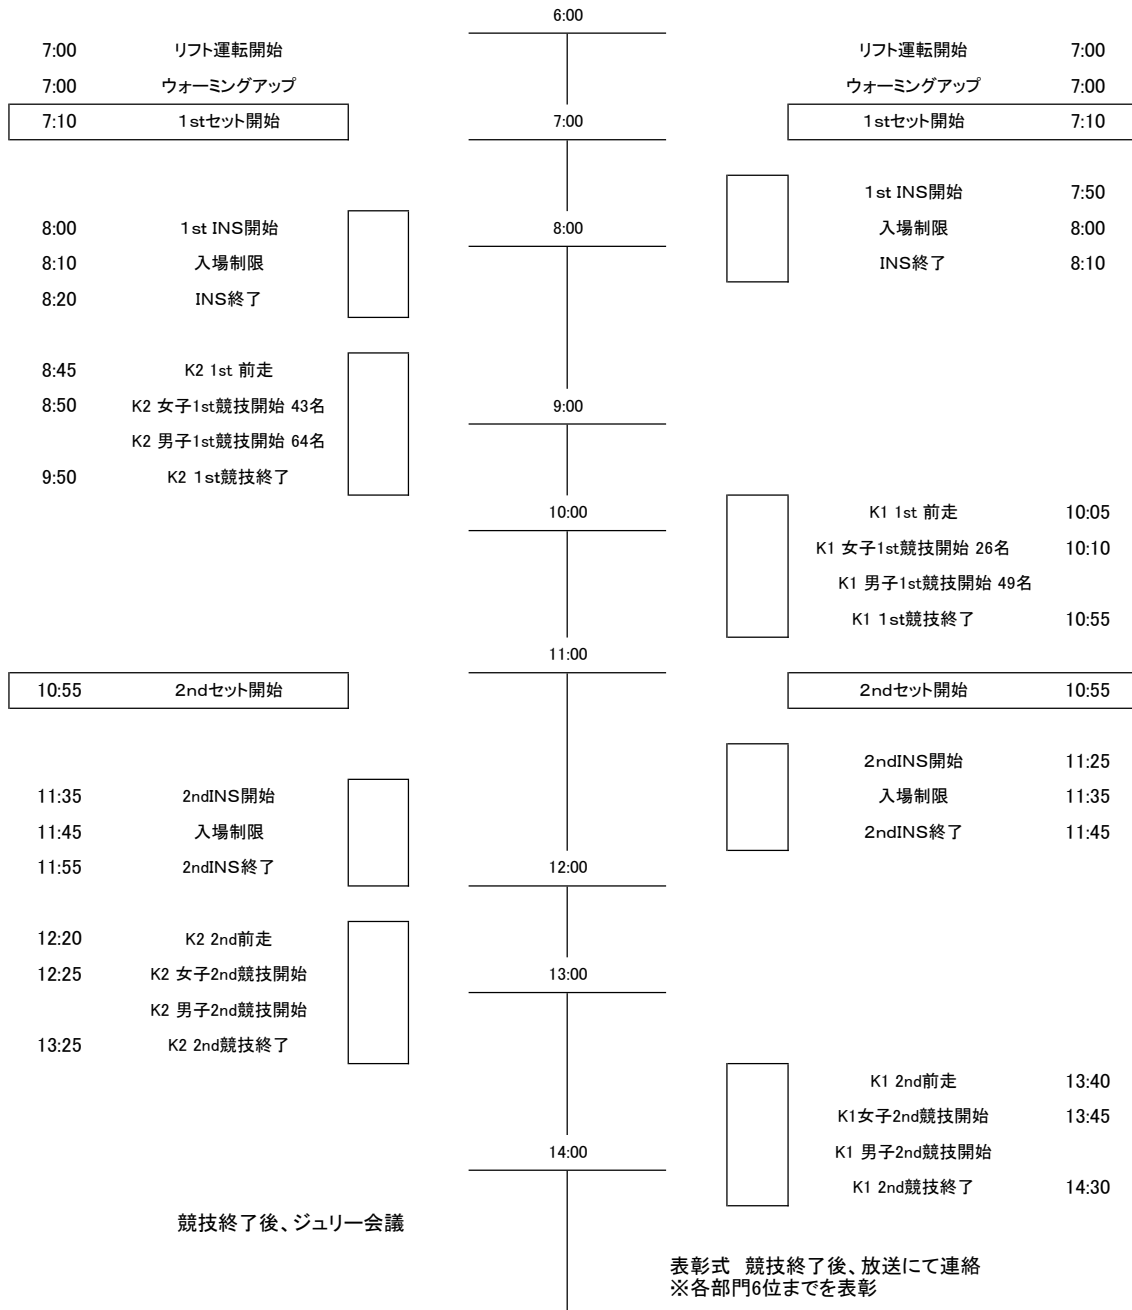 6:00
7:00 リフト運転開始 リフト運転開始 7:00
7:00 ウォーミングアップ ウォーミングアップ 7:00
7:10 1stセット開始 7:00 1stセット開始 7:10
1st INS開始 7:50
8:00 1st INS開始 8:00 入場制限 8:00
8:10 入場制限 INS終了 8:10
8:20 INS終了
8:45 K2 1st 前走
8:50 K2 女子1st競技開始 43名 9:00
K2 男子1st競技開始 64名
9:50 K2 1st競技終了
10:00 K1 1st 前走 10:05
K1 女子1st競技開始 26名 10:10
K1 男子1st競技開始 49名
K1 1st競技終了 10:55
11:00
10:55 2ndセット開始 2ndセット開始 10:55
2ndINS開始 11:25
11:35 2ndINS開始 入場制限 11:35
11:45 入場制限 2ndINS終了 11:45
11:55 2ndINS終了 12:00
12:20 K2 2nd前走
12:25 K2 女子2nd競技開始 13:00
K2 男子2nd競技開始
13:25 K2 2nd競技終了
K1 2nd前走 13:40
K1女子2nd競技開始 13:45
14:00 K1 男子2nd競技開始
K1 2nd競技終了 14:30
競技終了後、ジュリー会議
表彰式 競技終了後、放送にて連絡
※各部門6位までを表彰